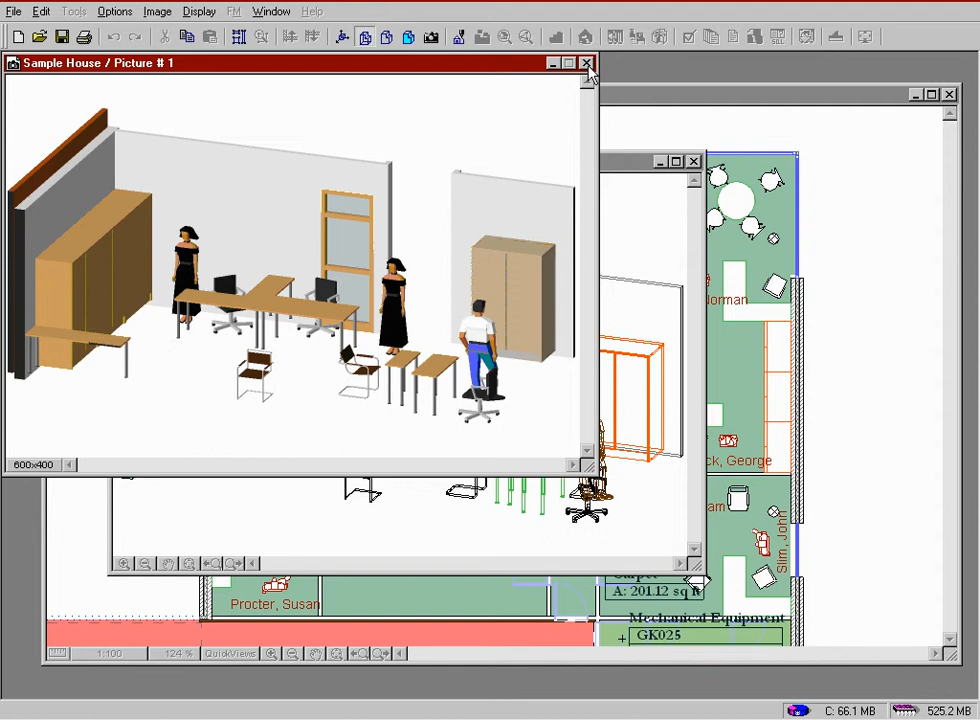 File Edit Tools Options Image Display FM Window Help
Sample House / Picture # 1
600x400
Norman
ck, George
am
Slim, John
Procter, Susan
A: 201.12 sq ft
Mechanical Equipment
+ GK025
1:100 124 % QuickViews
C: 66.1 MB 525.2 MB